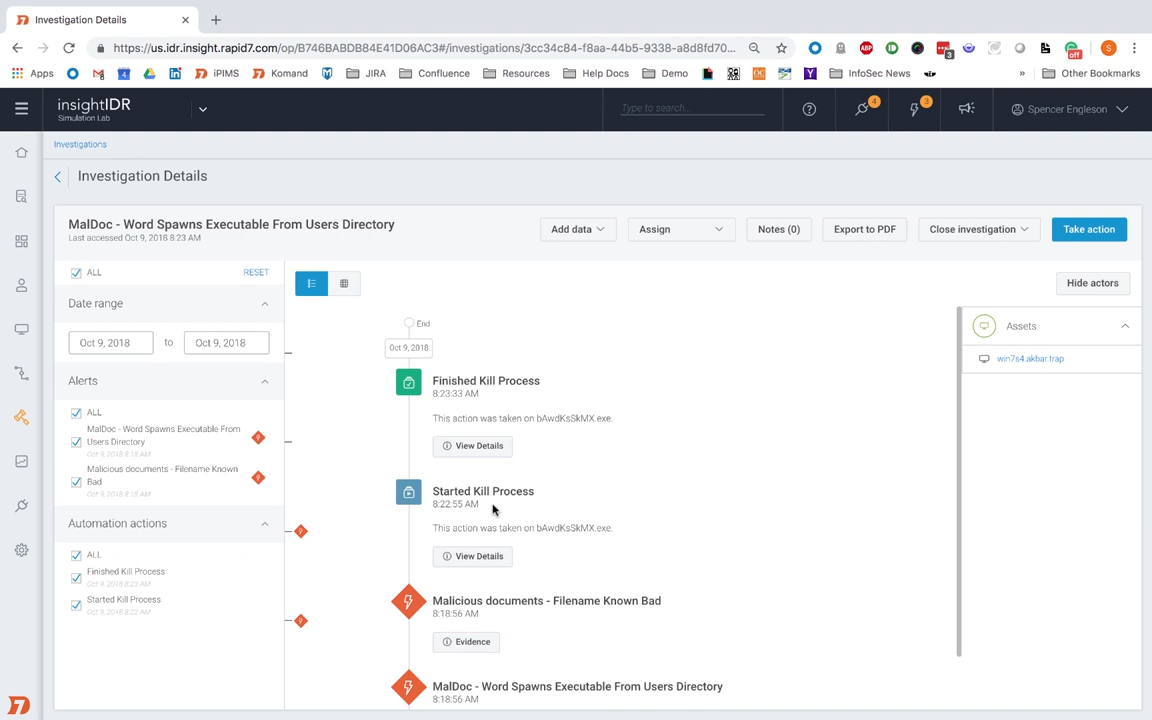 Investigation Details
https://us.idr.insight.rapid7.com/op/B746BABDB84E41D06AC3#/investigations/3cc34c84-f8aa-44b5-9338-a8d8fd70...
ABP
3
off
S
Apps
4
iPIMS
Komand
JIRA
Confluence
Resources
Help Docs
Demo
InfoSec News
»
Other Bookmarks
insightIDR
Simulation Lab
Type to search...
4
3
Spencer Engleson
Investigations
Investigation Details
MalDoc - Word Spawns Executable From Users Directory
Last accessed Oct 9, 2018 8:23 AM
Add data
Assign
Notes (0)
Export to PDF
Close investigation
Take action
ALL
RESET
Hide actors
Date range
Oct 9, 2018
to
Oct 9, 2018
Alerts
ALL
MalDoc - Word Spawns Executable From
Users Directory
Oct 9, 2018 8:18 AM
Malicious documents - Filename Known
Bad
Oct 9, 2018 8:18 AM
Automation actions
ALL
Finished Kill Process
Oct 9, 2018 8:23 AM
Started Kill Process
Oct 9, 2018 8:22 AM
End
Oct 9, 2018
Finished Kill Process
8:23:33 AM
This action was taken on bAwdKsSkMX.exe.
View Details
Started Kill Process
8:22:55 AM
This action was taken on bAwdKsSkMX.exe.
View Details
Malicious documents - Filename Known Bad
8:18:56 AM
Evidence
MalDoc - Word Spawns Executable From Users Directory
8:18:56 AM
Assets
win7s4.akbar.trap